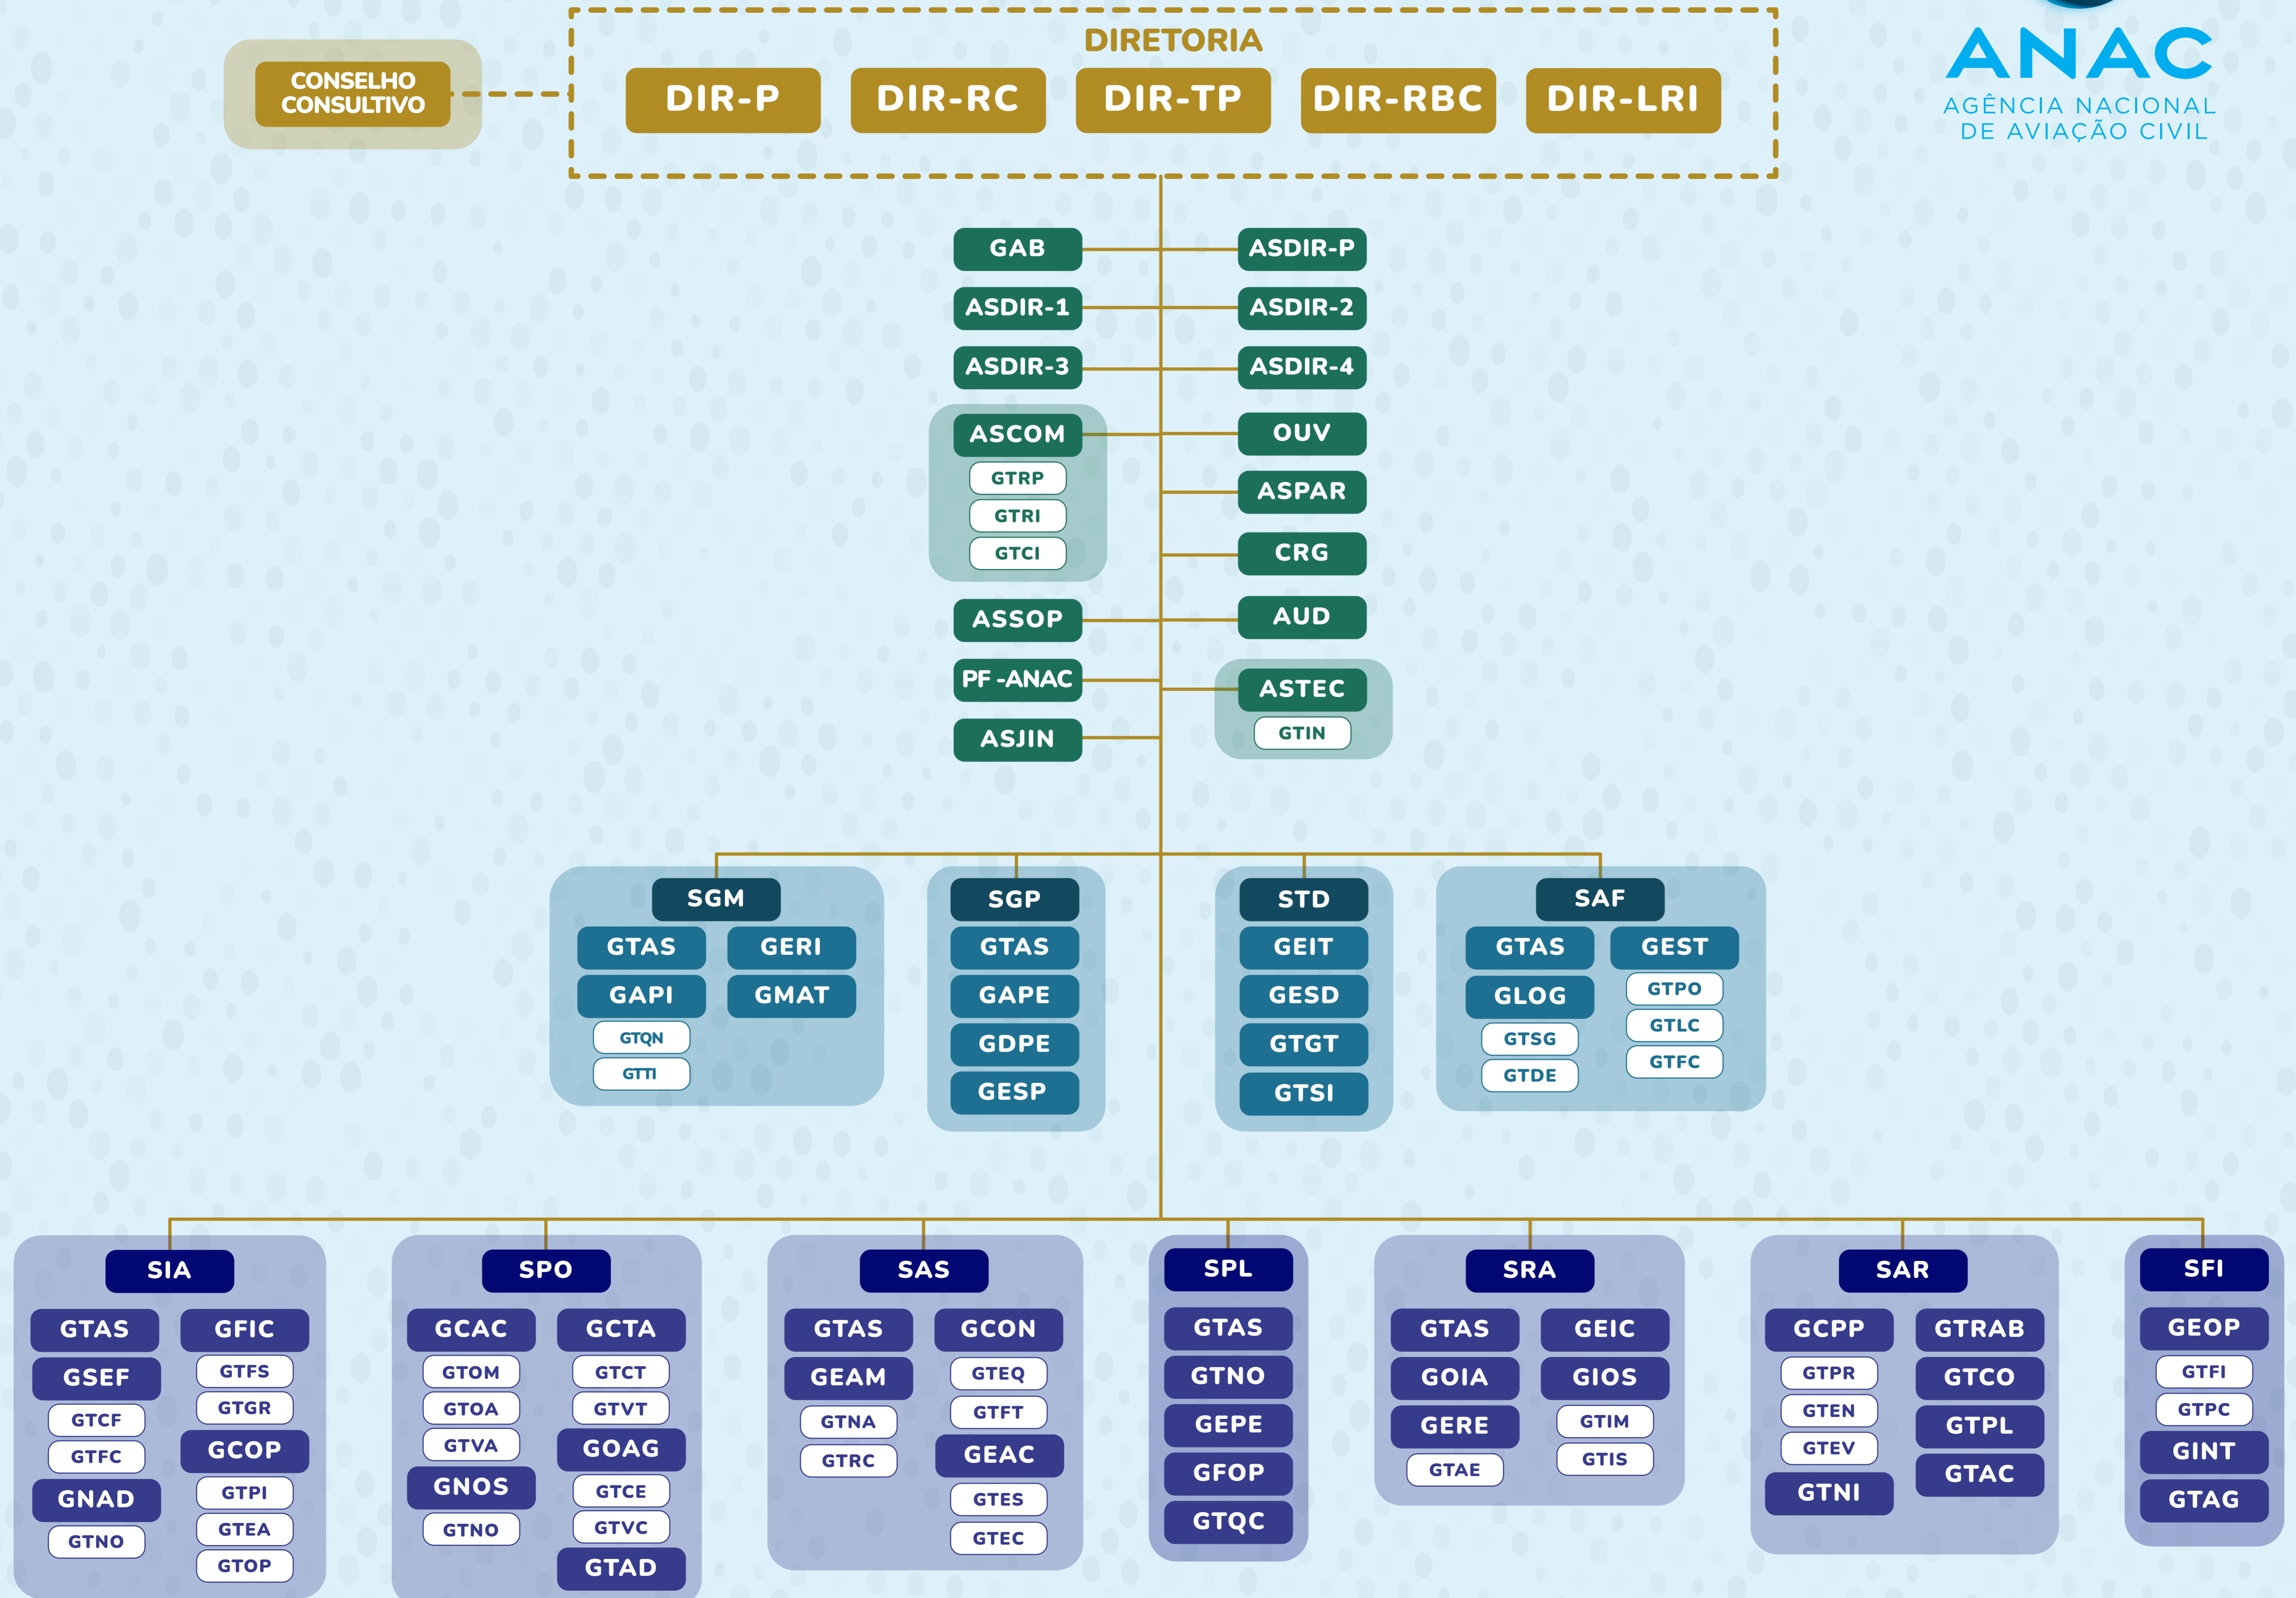 DIRETORIA
CONSELHO
CONSULTIVO
DIR-P
DIR-RC
DIR-TP
DIR-RBC
DIR-LRI
ANAC
AGÊNCIA NACIONAL
DE AVIAÇÃO CIVIL
GAB
ASDIR-P
ASDIR-1
ASDIR-2
ASDIR-3
ASDIR-4
ASCOM
GTRP
GTRI
GTCI
OUV
ASPAR
CRG
ASSOP
AUD
PF -ANAC
ASTEC
GTIN
ASJIN
SGM
GTAS
GAPI
GTQN
GTTI
GERI
GMAT
SGP
GTAS
GAPE
GDPE
GESP
STD
GEIT
GESD
GTGT
GTSI
SAF
GTAS
GLOG
GTSG
GTDE
GEST
GTPO
GTLC
GTFC
SIA
GTAS
GSEF
GTCF
GTFC
GNAD
GTNO
GFIC
GTFS
GTGR
GCOP
GTPI
GTEA
GTOP
SPO
GCAC
GTOM
GTOA
GTVA
GNOS
GTNO
GCTA
GTCT
GTVT
GOAG
GTCE
GTVC
GTAD
SAS
GTAS
GEAM
GTNA
GTRC
GCON
GTEQ
GTFT
GEAC
GTES
GTEC
SPL
GTAS
GTNO
GEPE
GFOP
GTQC
SRA
GTAS
GOIA
GERE
GTAE
GEIC
GIOS
GTIM
GTIS
SAR
GCPP
GTPR
GTEN
GTEV
GTNI
GTRAB
GTCO
GTPL
GTAC
SFI
GEOP
GTFI
GTPC
GINT
GTAG